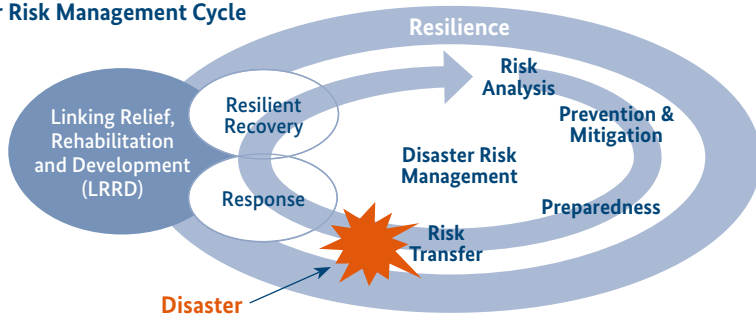 r Risk Management Cycle
Resilience
Risk
Analysis
Resilient
Recovery
Linking Relief,
Rehabilitation
and Development
(LRRD)
Prevention &
Mitigation
Disaster Risk
Management
Response
Preparedness
Risk
Transfer
Disaster